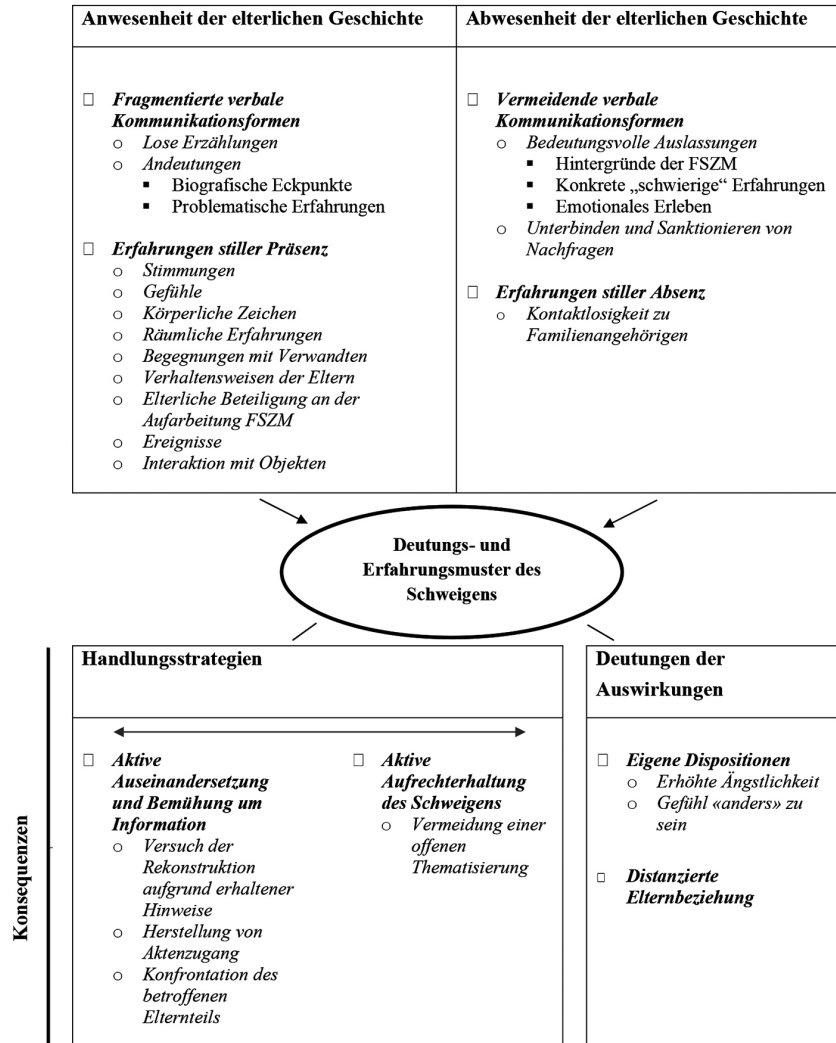 Anwesenheit der elterlichen Geschichte
Abwesenheit der elterlichen Geschichte
□ Fragmentierte verbale
Kommunikationsformen
o Lose Erzählungen
o Andeutungen
▪ Biografische Eckpunkte
▪ Problematische Erfahrungen
□ Erfahrungen stiller Präsenz
o Stimmungen
o Gefühle
o Körperliche Zeichen
o Räumliche Erfahrungen
o Begegnungen mit Verwandten
o Verhaltensweisen der Eltern
o Elterliche Beteiligung an der
Aufarbeitung FSZM
o Ereignisse
o Interaktion mit Objekten
□ Vermeidende verbale
Kommunikationsformen
o Bedeutungsvolle Auslassungen
▪ Hintergründe der FSZM
▪ Konkrete „schwierige“ Erfahrungen
▪ Emotionales Erleben
o Unterbinden und Sanktionieren von
Nachfragen
□ Erfahrungen stiller Absenz
o Kontaktlosigkeit zu
Familienangehörigen
Deutungs- und
Erfahrungsmuster des
Schweigens
Konsequenzen
Handlungsstrategien
□ Aktive
Auseinandersetzung
und Bemühung um
Information
o Versuch der
Rekonstruktion
aufgrund erhaltener
Hinweise
o Herstellung von
Aktenzugang
o Konfrontation des
betroffenen
Elternteils
□ Aktive
Aufrechterhaltung
des Schweigens
o Vermeidung einer
offenen
Thematisierung
Deutungen der
Auswirkungen
□ Eigene Dispositionen
o Erhöhte Ängstlichkeit
o Gefühl «anders» zu
sein
□ Distanzierte
Elternbeziehung